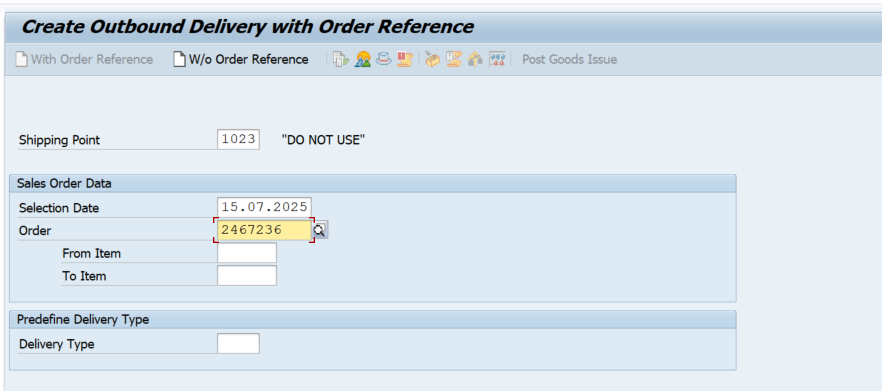 Create Outbound Delivery with Order Reference
With Order Reference W/o Order Reference Post Goods Issue
Shipping Point 1023 "DO NOT USE"
Sales Order Data
Selection Date 15.07.2025
Order 2467236
From Item
To Item
Predefine Delivery Type
Delivery Type